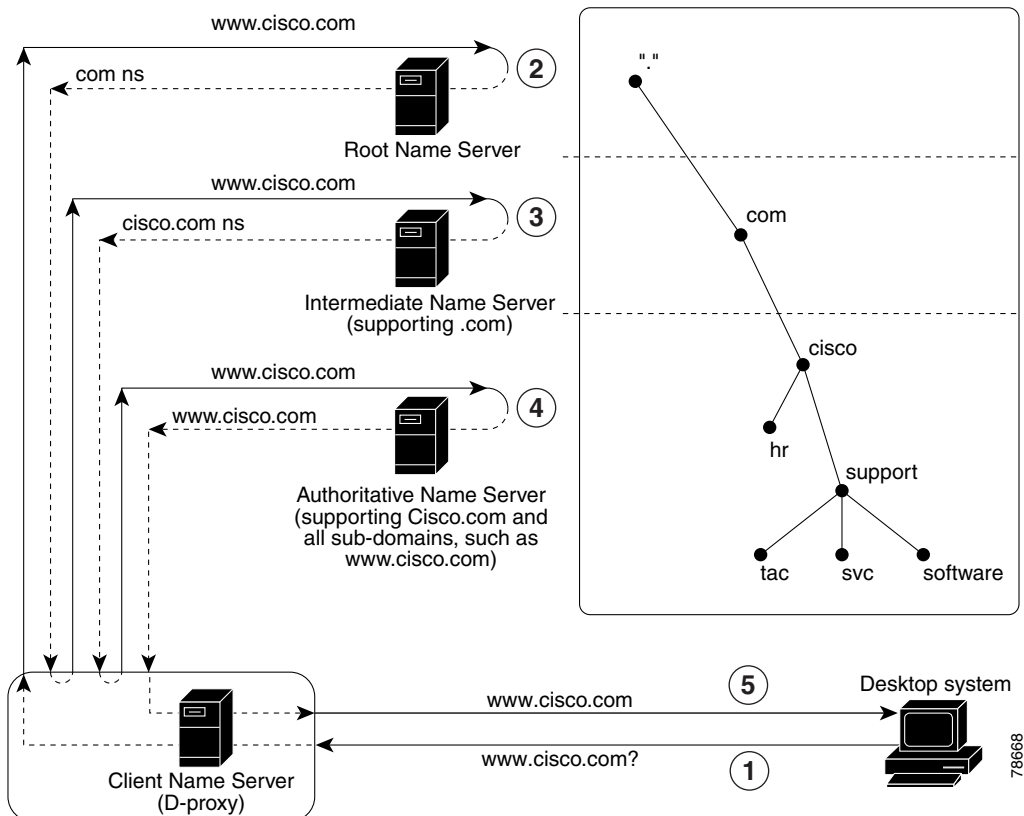 www.cisco.com
2
com ns
Root Name Server
www.cisco.com
3
cisco.com ns
Intermediate Name Server
(supporting .com)
www.cisco.com
4
www.cisco.com
Authoritative Name Server
(supporting Cisco.com and
all sub-domains, such as
www.cisco.com)
"."
com
cisco
hr
support
tac
svc
software
5
www.cisco.com
Desktop system
www.cisco.com?
1
Client Name Server
(D-proxy)
78668